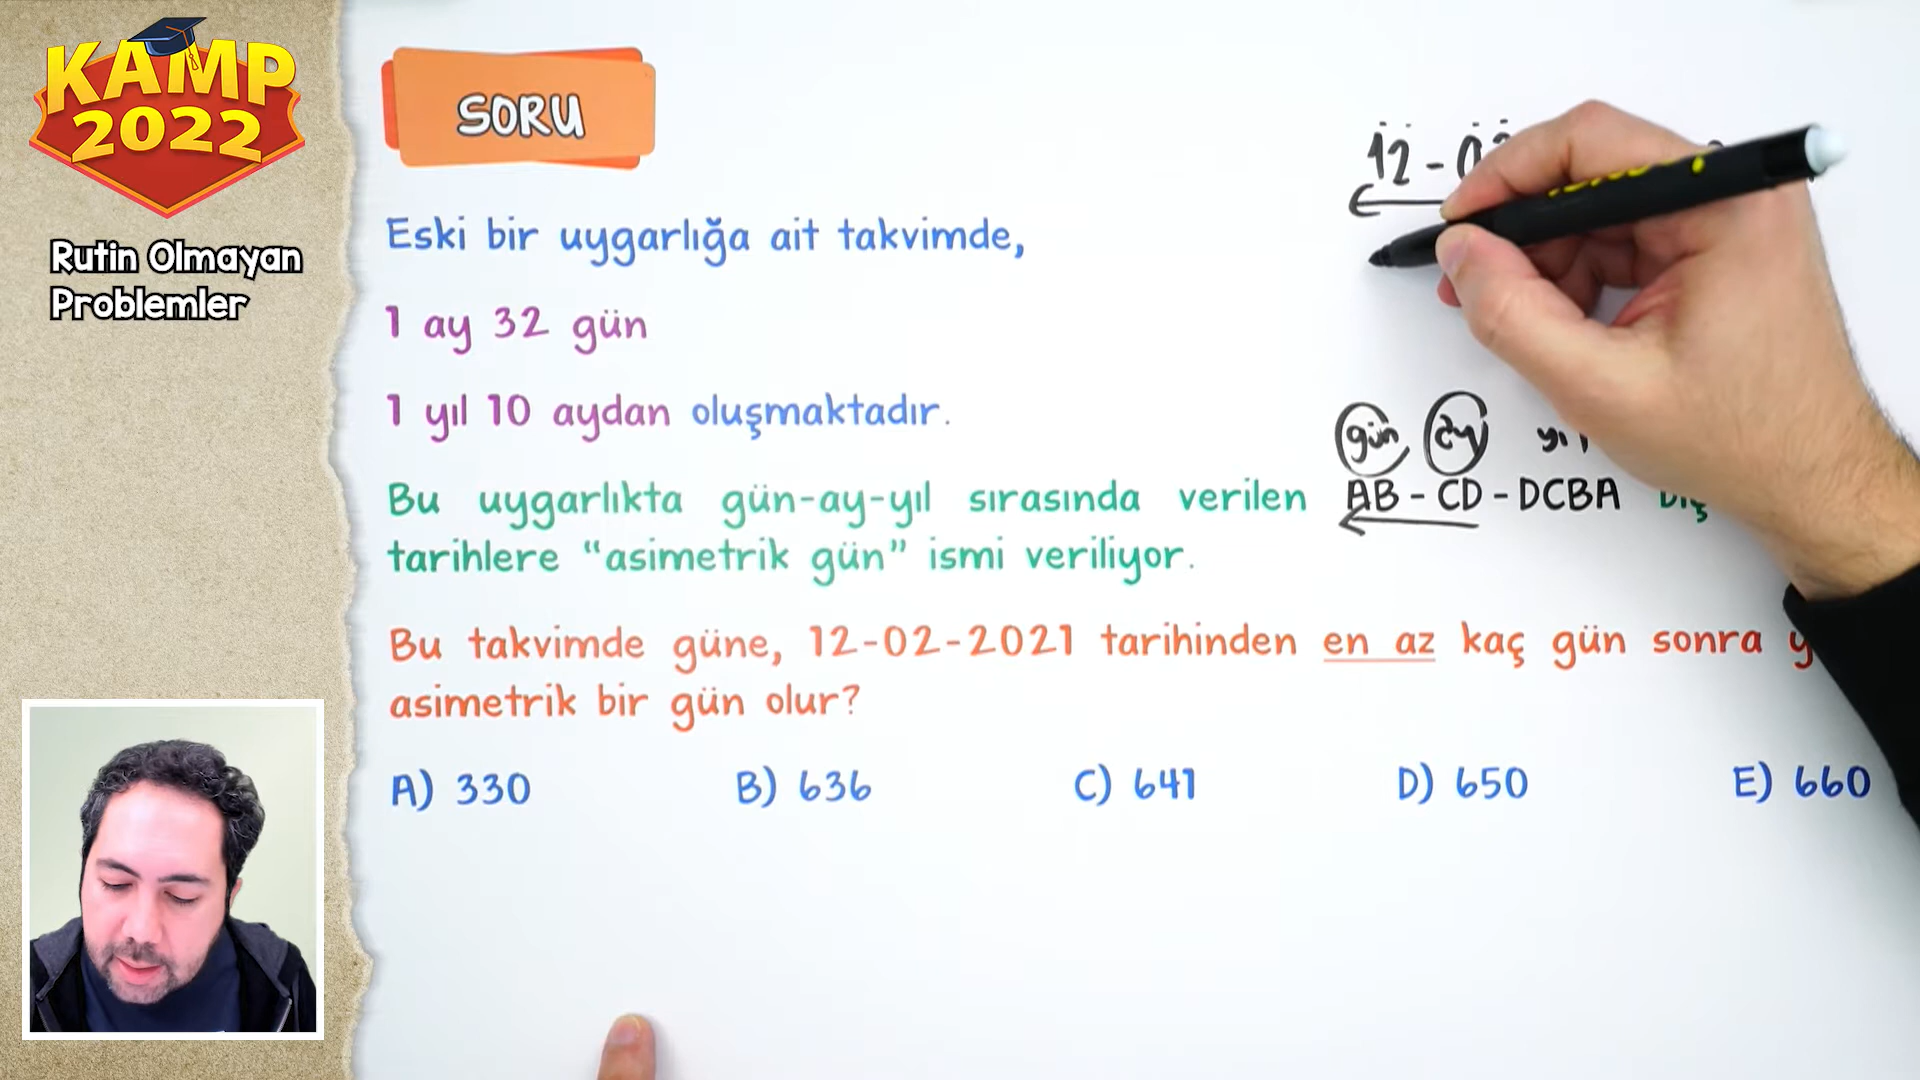 KAMP
2022
Rutin Olmayan
Problemler
SORU
12 -
Eski bir uygarlığa ait takvimde,
1 ay 32 gün
1 yıl 10 aydan oluşmaktadır.
gün ay yıl
Bu uygarlıkta gün-ay-yıl sırasında verilen AB - CD - DCBA biç
tarihlere “asimetrik gün” ismi veriliyor.
Bu takvimde güne, 12-02-2021 tarihinden en az kaç gün sonra y
asimetrik bir gün olur?
A) 330 B) 636 C) 641 D) 650 E) 660